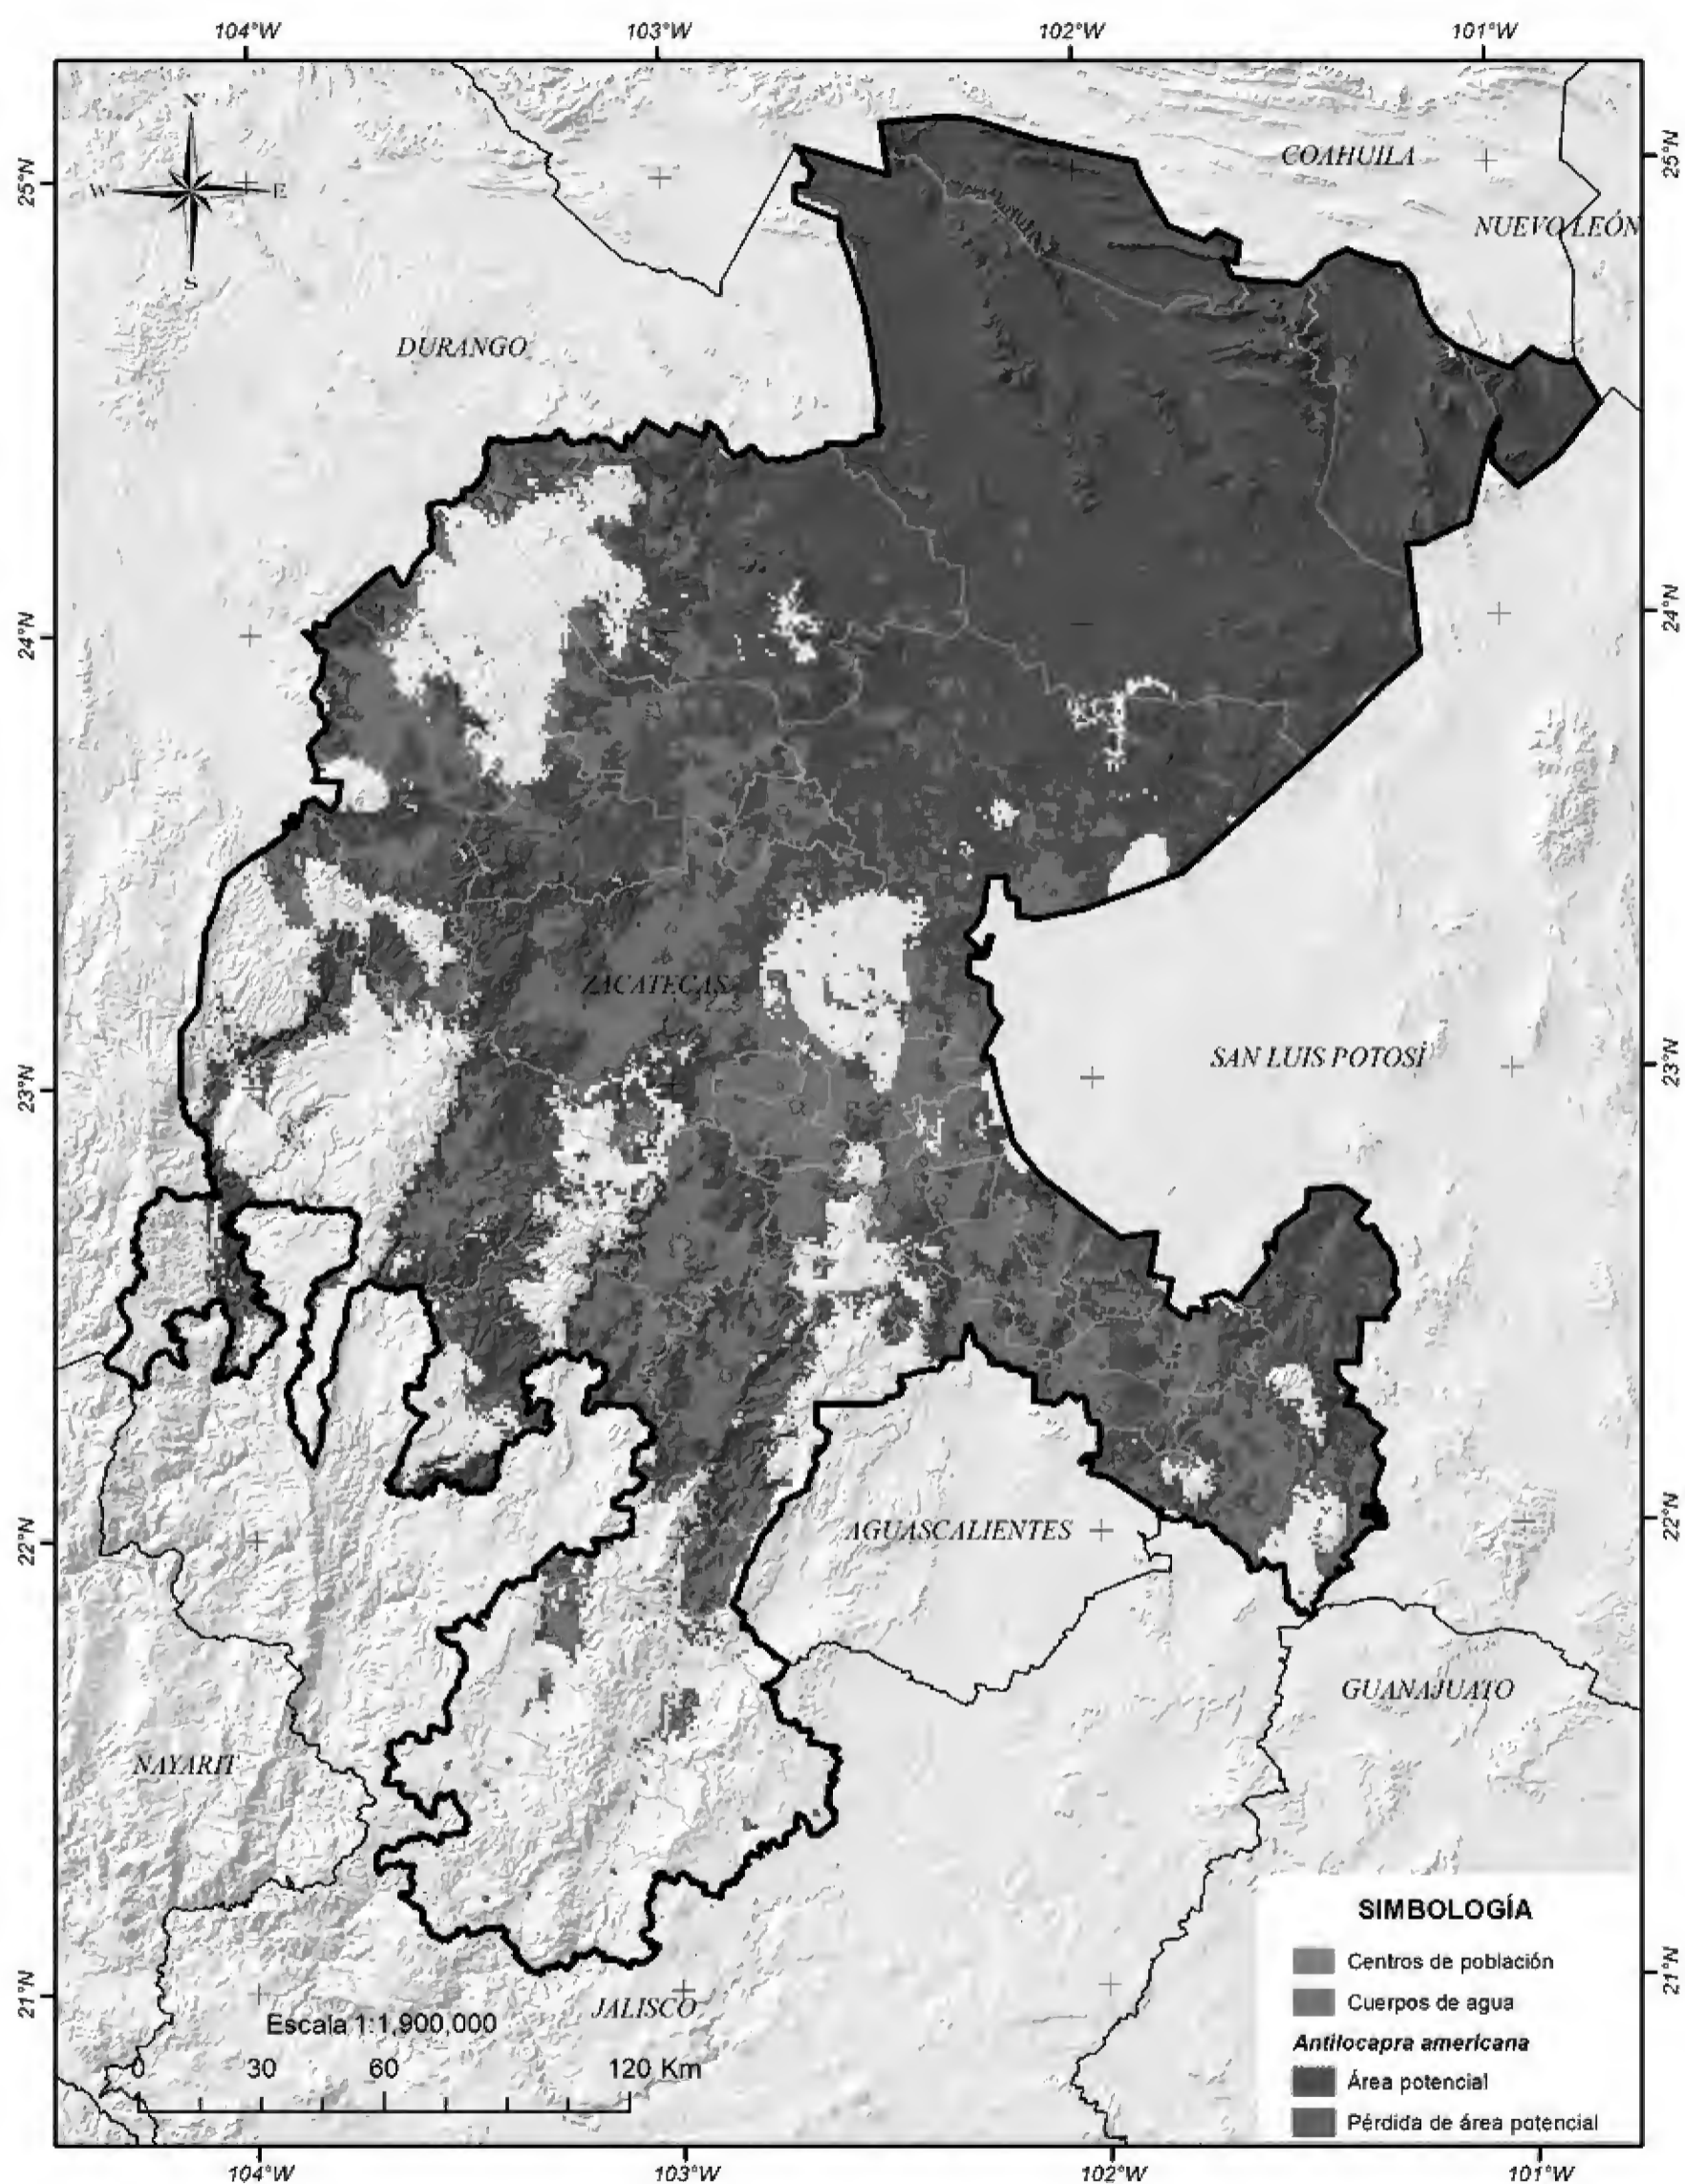 104°W 103°W 102°W 101°W
N
W E
S
25°N 25°N
COAHUILA
NUEVO LEÓN
DURANGO
24°N 24°N
ZACATECAS
SAN LUIS POTOSÍ
23°N 23°N
22°N 22°N
AGUASCALIENTES
GUANAJUATO
NAYARIT
SIMBOLOGÍA
Centros de población
Cuerpos de agua
Antilocapra americana
Área potencial
Pérdida de área potencial
21°N 21°N
JALISCO
Escala 1:1,900,000
0 30 60 120 Km
104°W 103°W 102°W 101°W